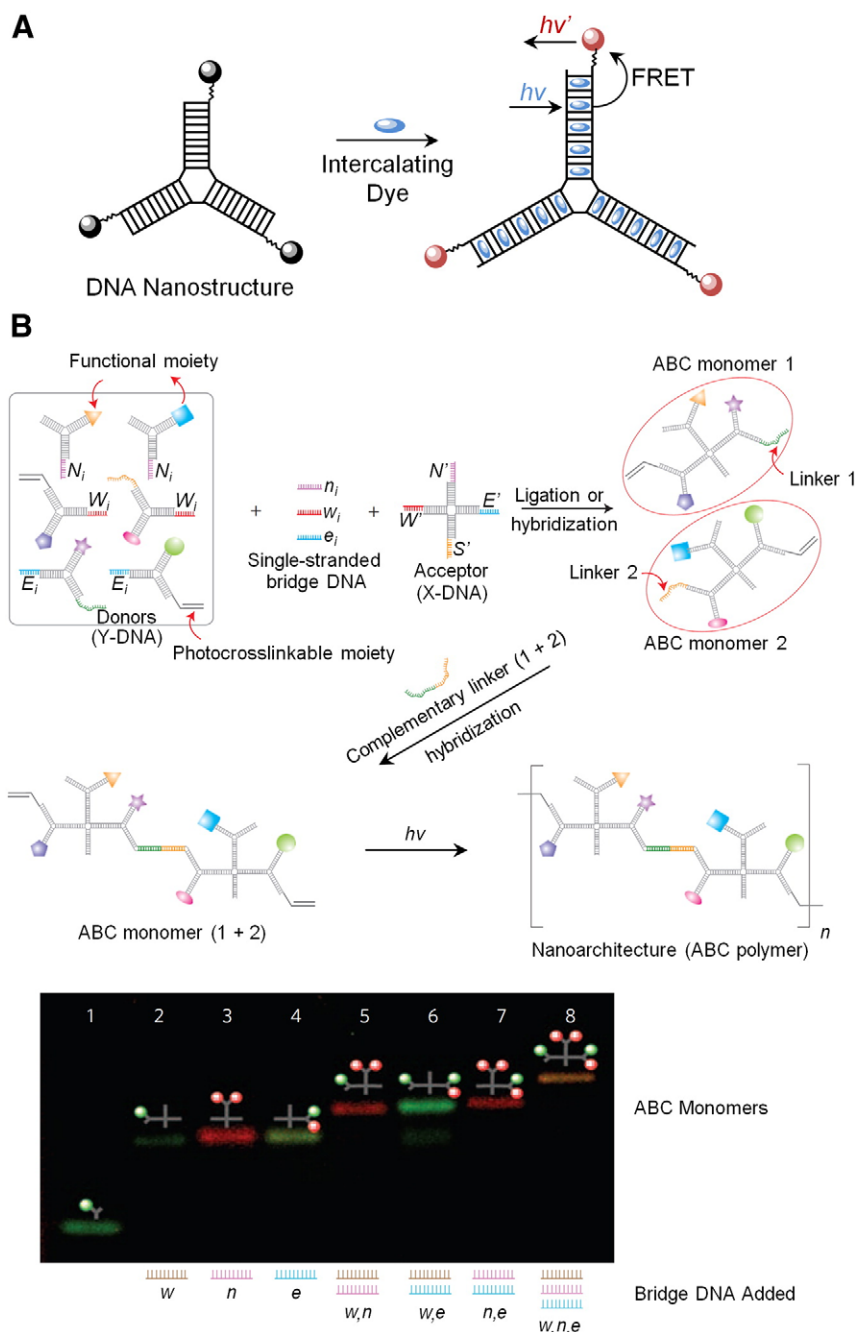 A
hv'
FRET
hv
Intercalating
Dye
DNA Nanostructure
B
Functional moiety
N_i
N_i
W_i
W_i
E_i
E_i
Donors
(Y-DNA)
Photocrosslinkable moiety
+
n_i
w_i
e_i
Single-stranded
bridge DNA
+
N'
W'
E'
S'
Acceptor
(X-DNA)
Ligation or
hybridization
ABC monomer 1
Linker 1
Linker 2
ABC monomer 2
Complementary linker (1 + 2)
hybridization
ABC monomer (1 + 2)
hv
n
Nanoarchitecture (ABC polymer)
1 2 3 4 5 6 7 8
ABC Monomers
w n e w,n w,e n,e w,n,e
Bridge DNA Added